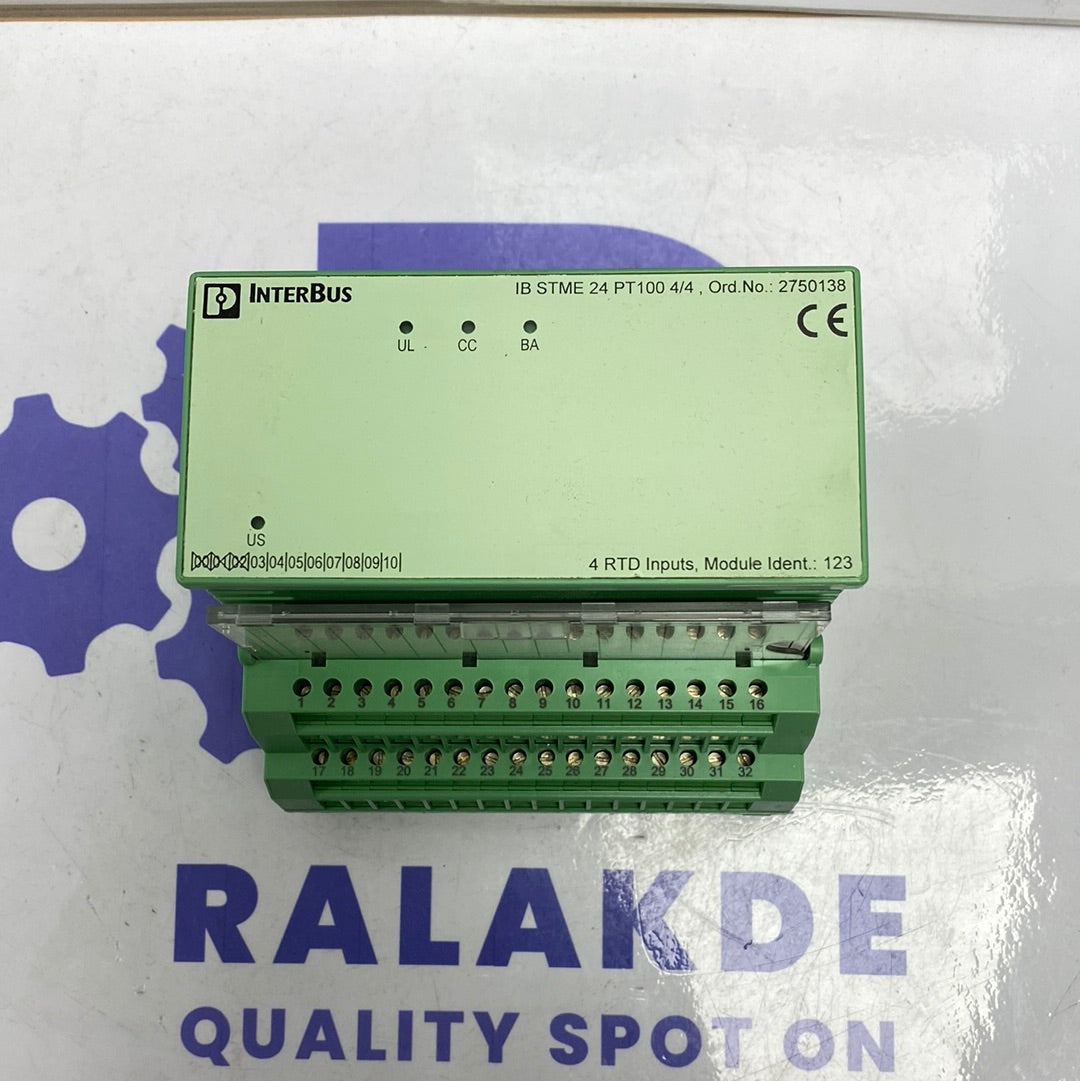 INTERBUS
IB STME 24 PT100 4/4 , Ord.No.: 2750138
CE
UL CC BA
US
00|01|02|03|04|05|06|07|08|09|10|
4 RTD Inputs, Module Ident.: 123
1 2 3 4 5 6 7 8 9 10 11 12 13 14 15 16
17 18 19 20 21 22 23 24 25 26 27 28 29 30 31 32
RALAKDE
QUALITY SPOT ON